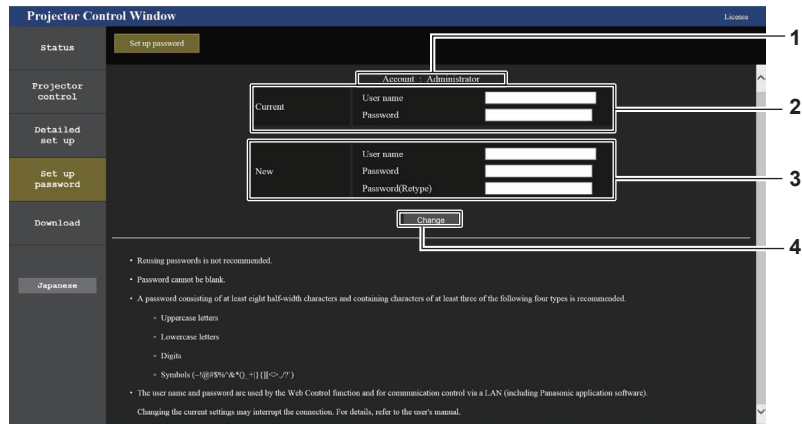 Projector Control Window
License
Status
Set up password
1
Account : Administrator
Projector
control
Current
User name
Password
2
Detailed
set up
Set up
password
New
User name
Password
Password(Retype)
3
Download
Change
4
Japanese
• Reusing passwords is not recommended.
• Password cannot be blank.
• A password consisting of at least eight half-width characters and containing characters of at least three of the following four types is recommended.
- Uppercase letters
- Lowercase letters
- Digits
- Symbols (~!@#$%^&*()_+|}{][<>.,/?`)
• The user name and password are used by the Web Control function and for communication control via a LAN (including Panasonic application software).
Changing the current settings may interrupt the connection. For details, refer to the user's manual.